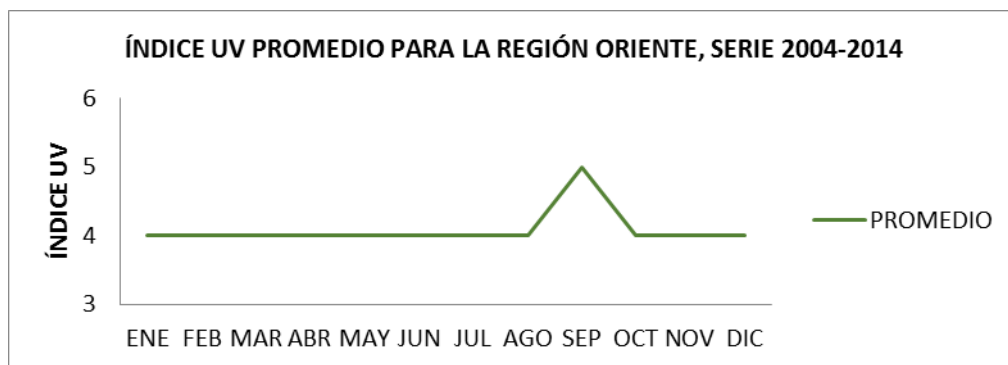 ÍNDICE UV PROMEDIO PARA LA REGIÓN ORIENTE, SERIE 2004-2014
ÍNDICE UV
6
5
4
3
ENE FEB MAR ABR MAY JUN JUL AGO SEP OCT NOV DIC
PROMEDIO